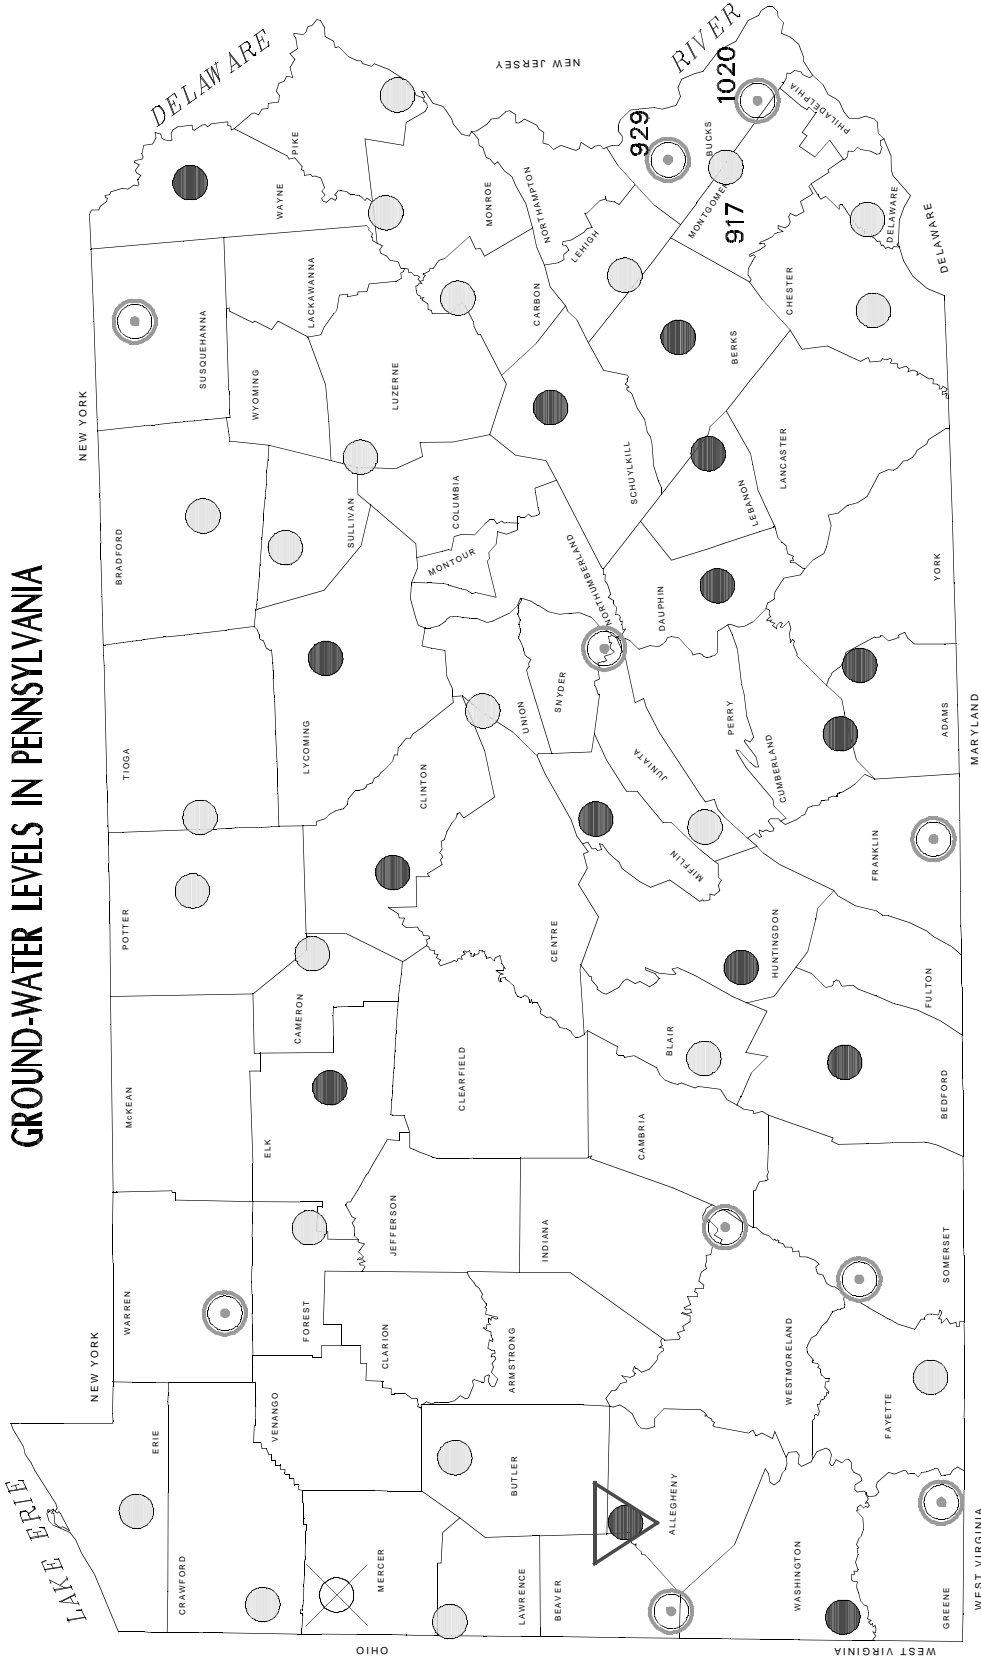 GROUND-WATER LEVELS IN PENNSYLVANIA
LAKE ERIE
NEW YORK
NEW YORK
DELAWARE
RIVER
NEW JERSEY
ERIE
CRAWFORD
WARREN
McKEAN
POTTER
TIOGA
BRADFORD
SUSQUEHANNA
WAYNE
PIKE
MERCER
VENANGO
FOREST
ELK
CAMERON
CLINTON
LYCOMING
SULLIVAN
WYOMING
LACKAWANNA
LUZERNE
MONROE
LAWRENCE
BUTLER
CLARION
JEFFERSON
CLEARFIELD
CENTRE
UNION
SNYDER
MONTOUR
COLUMBIA
NORTHUMBERLAND
CARBON
NORTHAMPTON
LEHIGH
SCHUYLKILL
BEAVER
ALLEGHENY
ARMSTRONG
INDIANA
CAMBRIA
BLAIR
HUNTINGDON
MIFFLIN
JUNIATA
PERRY
DAUPHIN
LEBANON
BERKS
BUCKS
MONTGOMER
929
1020
917
PHILADELPHIA
WASHINGTON
WESTMORELAND
SOMERSET
BEDFORD
FULTON
FRANKLIN
CUMBERLAND
ADAMS
YORK
LANCASTER
CHESTER
DELAWARE
GREENE
FAYETTE
OHIO
WEST VIRGINIA
WEST VIRGINIA
MARYLAND
DELAWARE